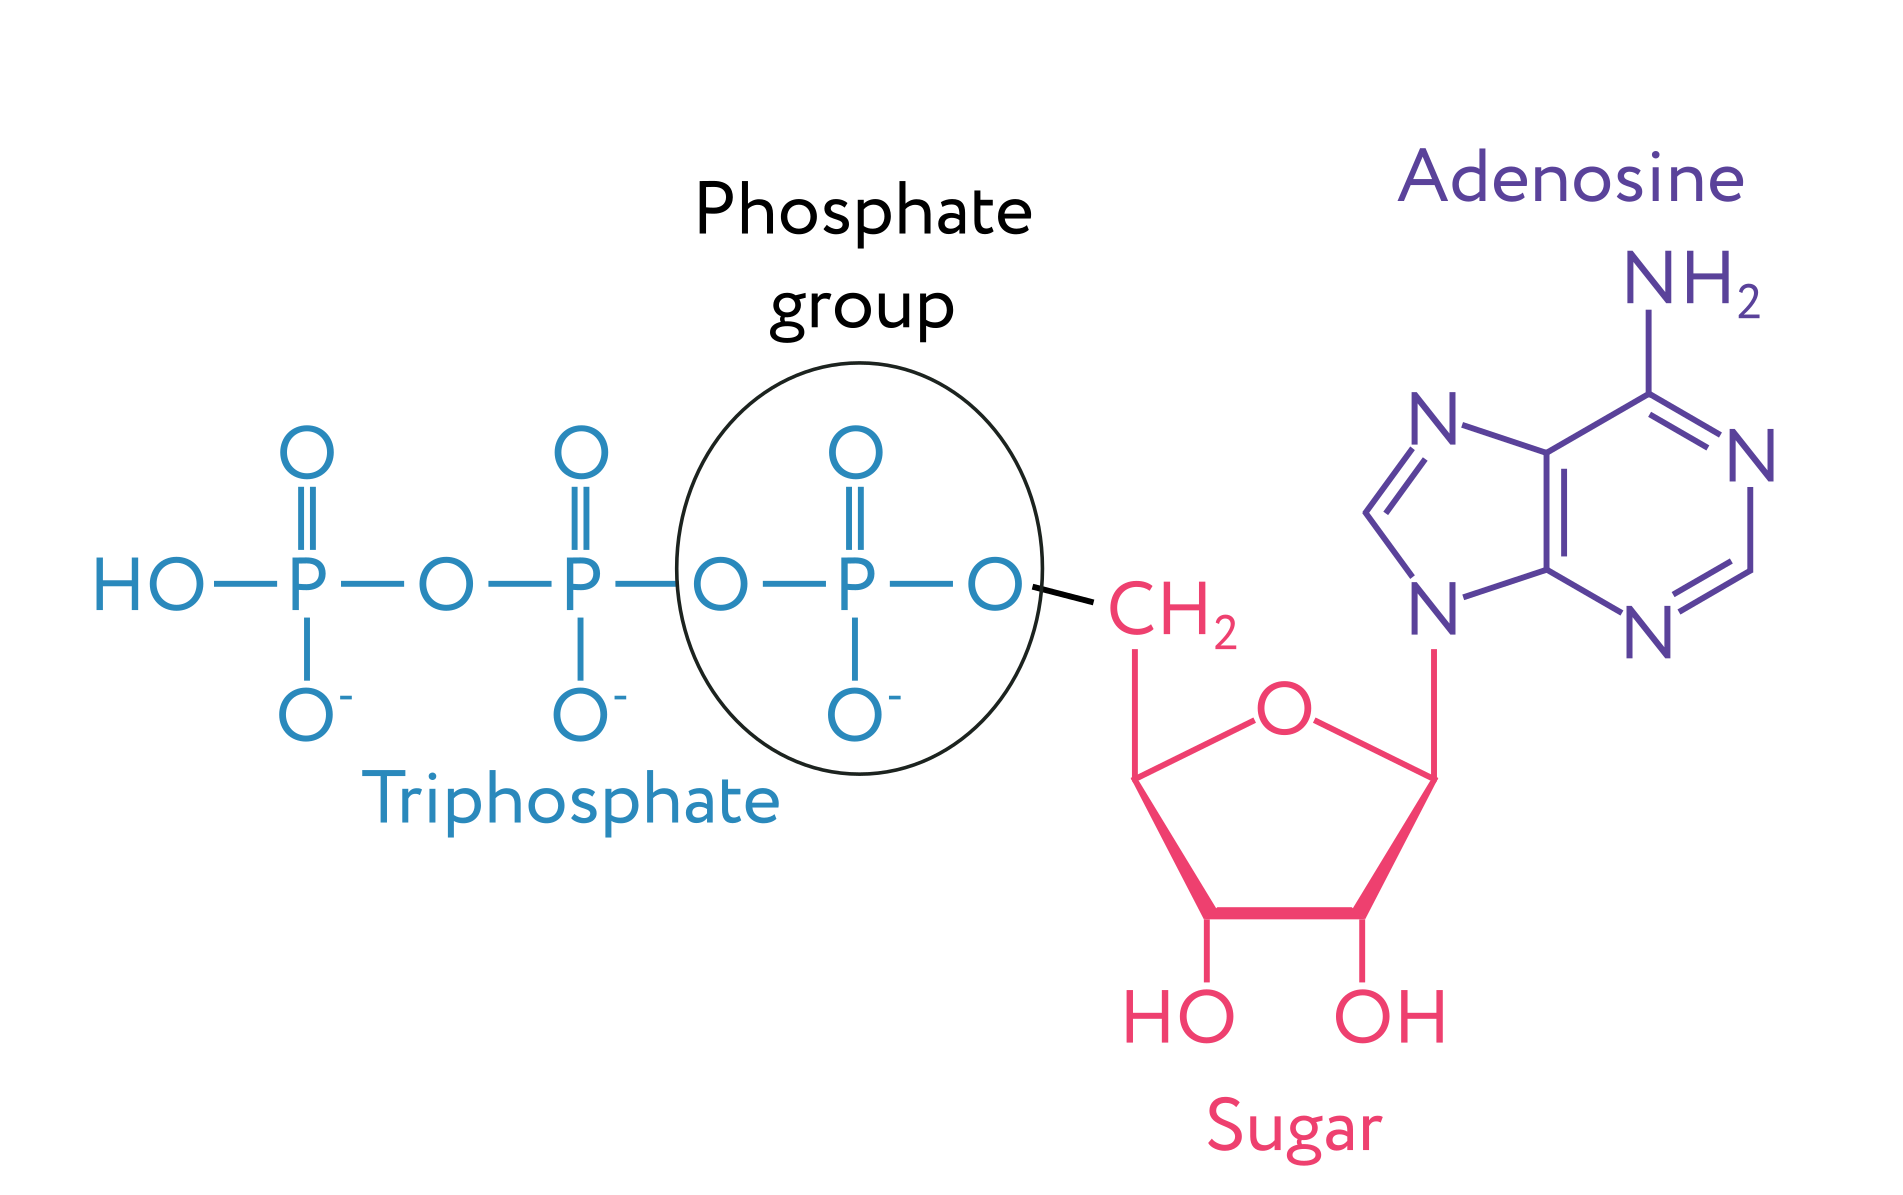 Adenosine
Phosphate
group
NH₂
N
N
O O O
HO P O P O P O CH₂
N
N
O⁻ O⁻ O⁻
O
Triphosphate
HO OH
Sugar